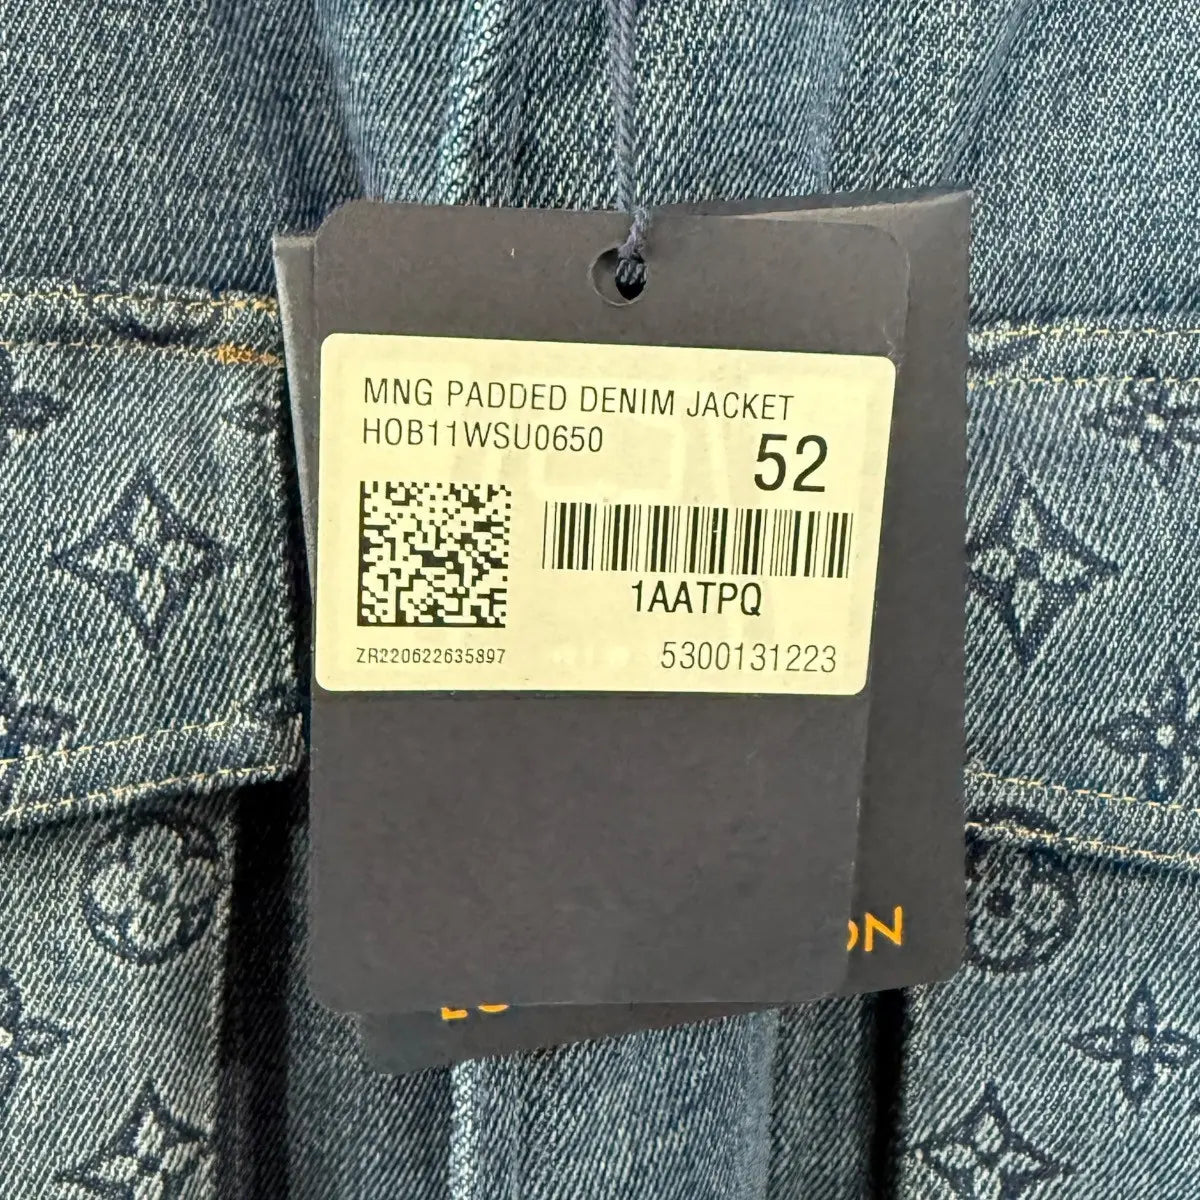 MNG PADDED DENIM JACKET
HOB11WSU0650
52
1AATPQ
ZR220622635897
5300131223